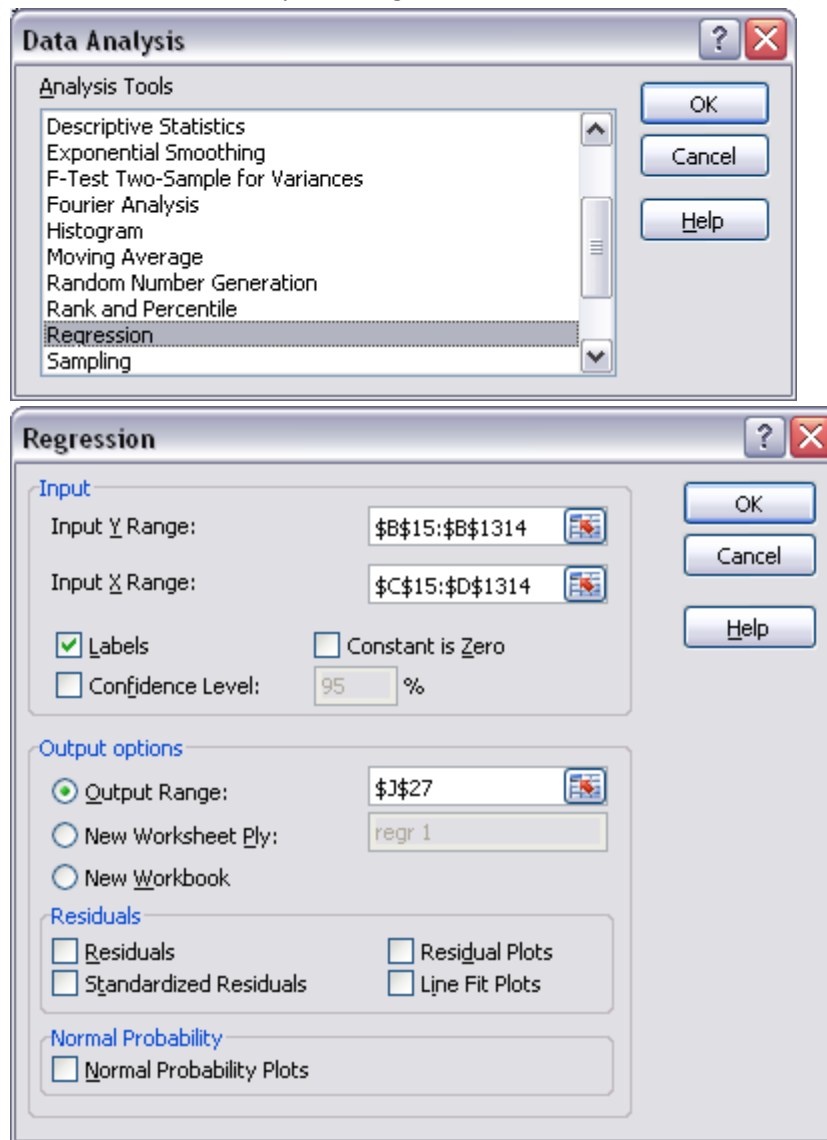 Data Analysis
Analysis Tools
Descriptive Statistics
Exponential Smoothing
F-Test Two-Sample for Variances
Fourier Analysis
Histogram
Moving Average
Random Number Generation
Rank and Percentile
Regression
Sampling
OK
Cancel
Help
Regression
Input
Input Y Range: $B$15:$B$1314
Input X Range: $C$15:$D$1314
Labels Constant is Zero
Confidence Level: 95 %
OK
Cancel
Help
Output options
Output Range: $J$27
New Worksheet Ply: regr 1
New Workbook
Residuals
Residuals Residual Plots
Standardized Residuals Line Fit Plots
Normal Probability
Normal Probability Plots